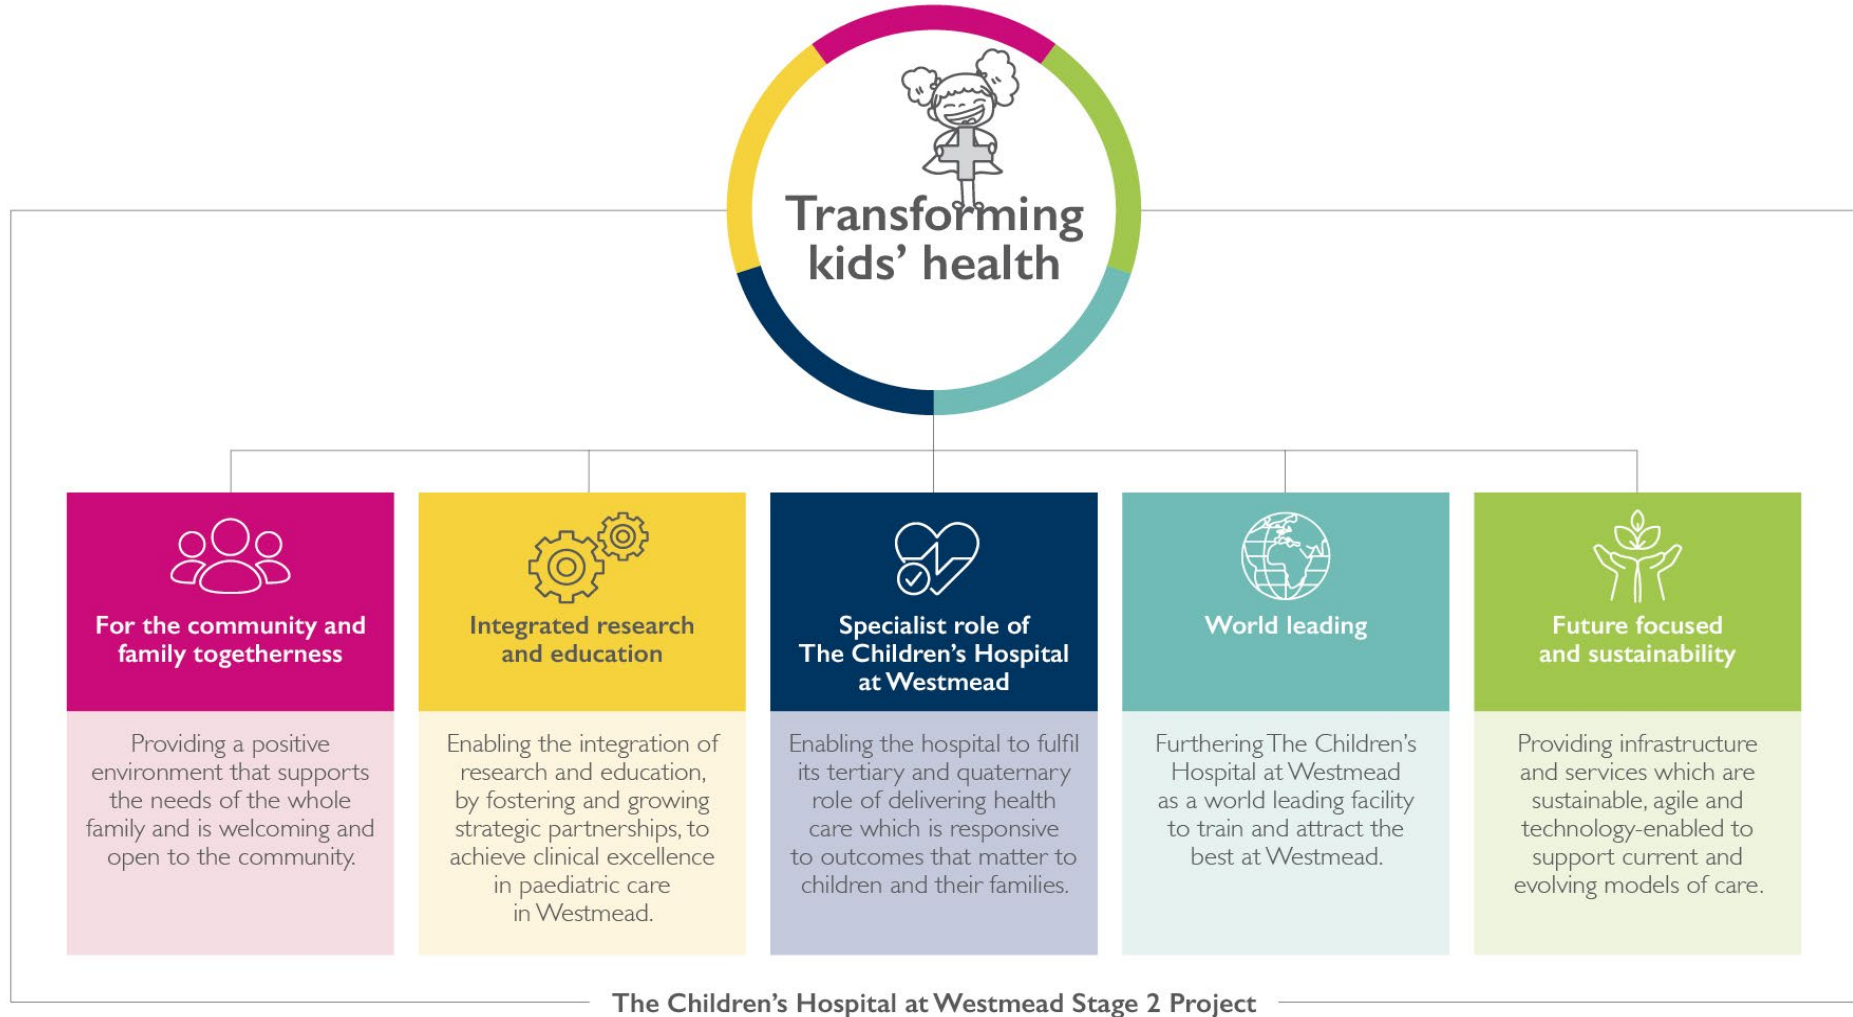 Transforming
kids’ health
For the community and
family togetherness
Providing a positive
environment that supports
the needs of the whole
family and is welcoming and
open to the community.
Integrated research
and education
Enabling the integration of
research and education,
by fostering and growing
strategic partnerships, to
achieve clinical excellence
in paediatric care
in Westmead.
Specialist role of
The Children’s Hospital
at Westmead
Enabling the hospital to fulfil
its tertiary and quaternary
role of delivering health
care which is responsive
to outcomes that matter to
children and their families.
World leading
Furthering The Children’s
Hospital at Westmead
as a world leading facility
to train and attract the
best at Westmead.
Future focused
and sustainability
Providing infrastructure
and services which are
sustainable, agile and
technology-enabled to
support current and
evolving models of care.
The Children’s Hospital at Westmead Stage 2 Project